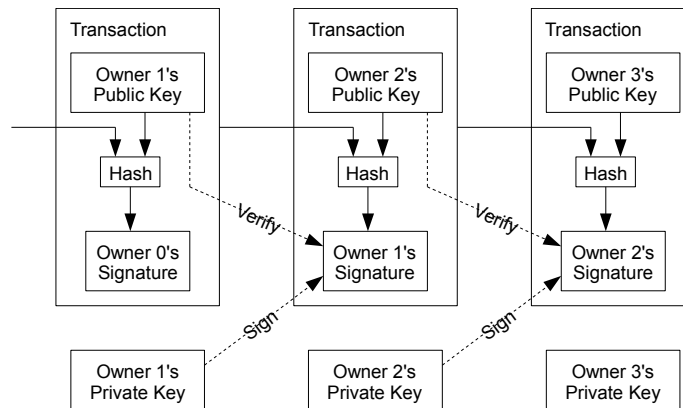 Transaction
Owner 1's
Public Key
Hash
Owner 0's
Signature
Verify
Transaction
Owner 2's
Public Key
Hash
Owner 1's
Signature
Verify
Transaction
Owner 3's
Public Key
Hash
Owner 2's
Signature
Sign
Sign
Owner 1's
Private Key
Owner 2's
Private Key
Owner 3's
Private Key